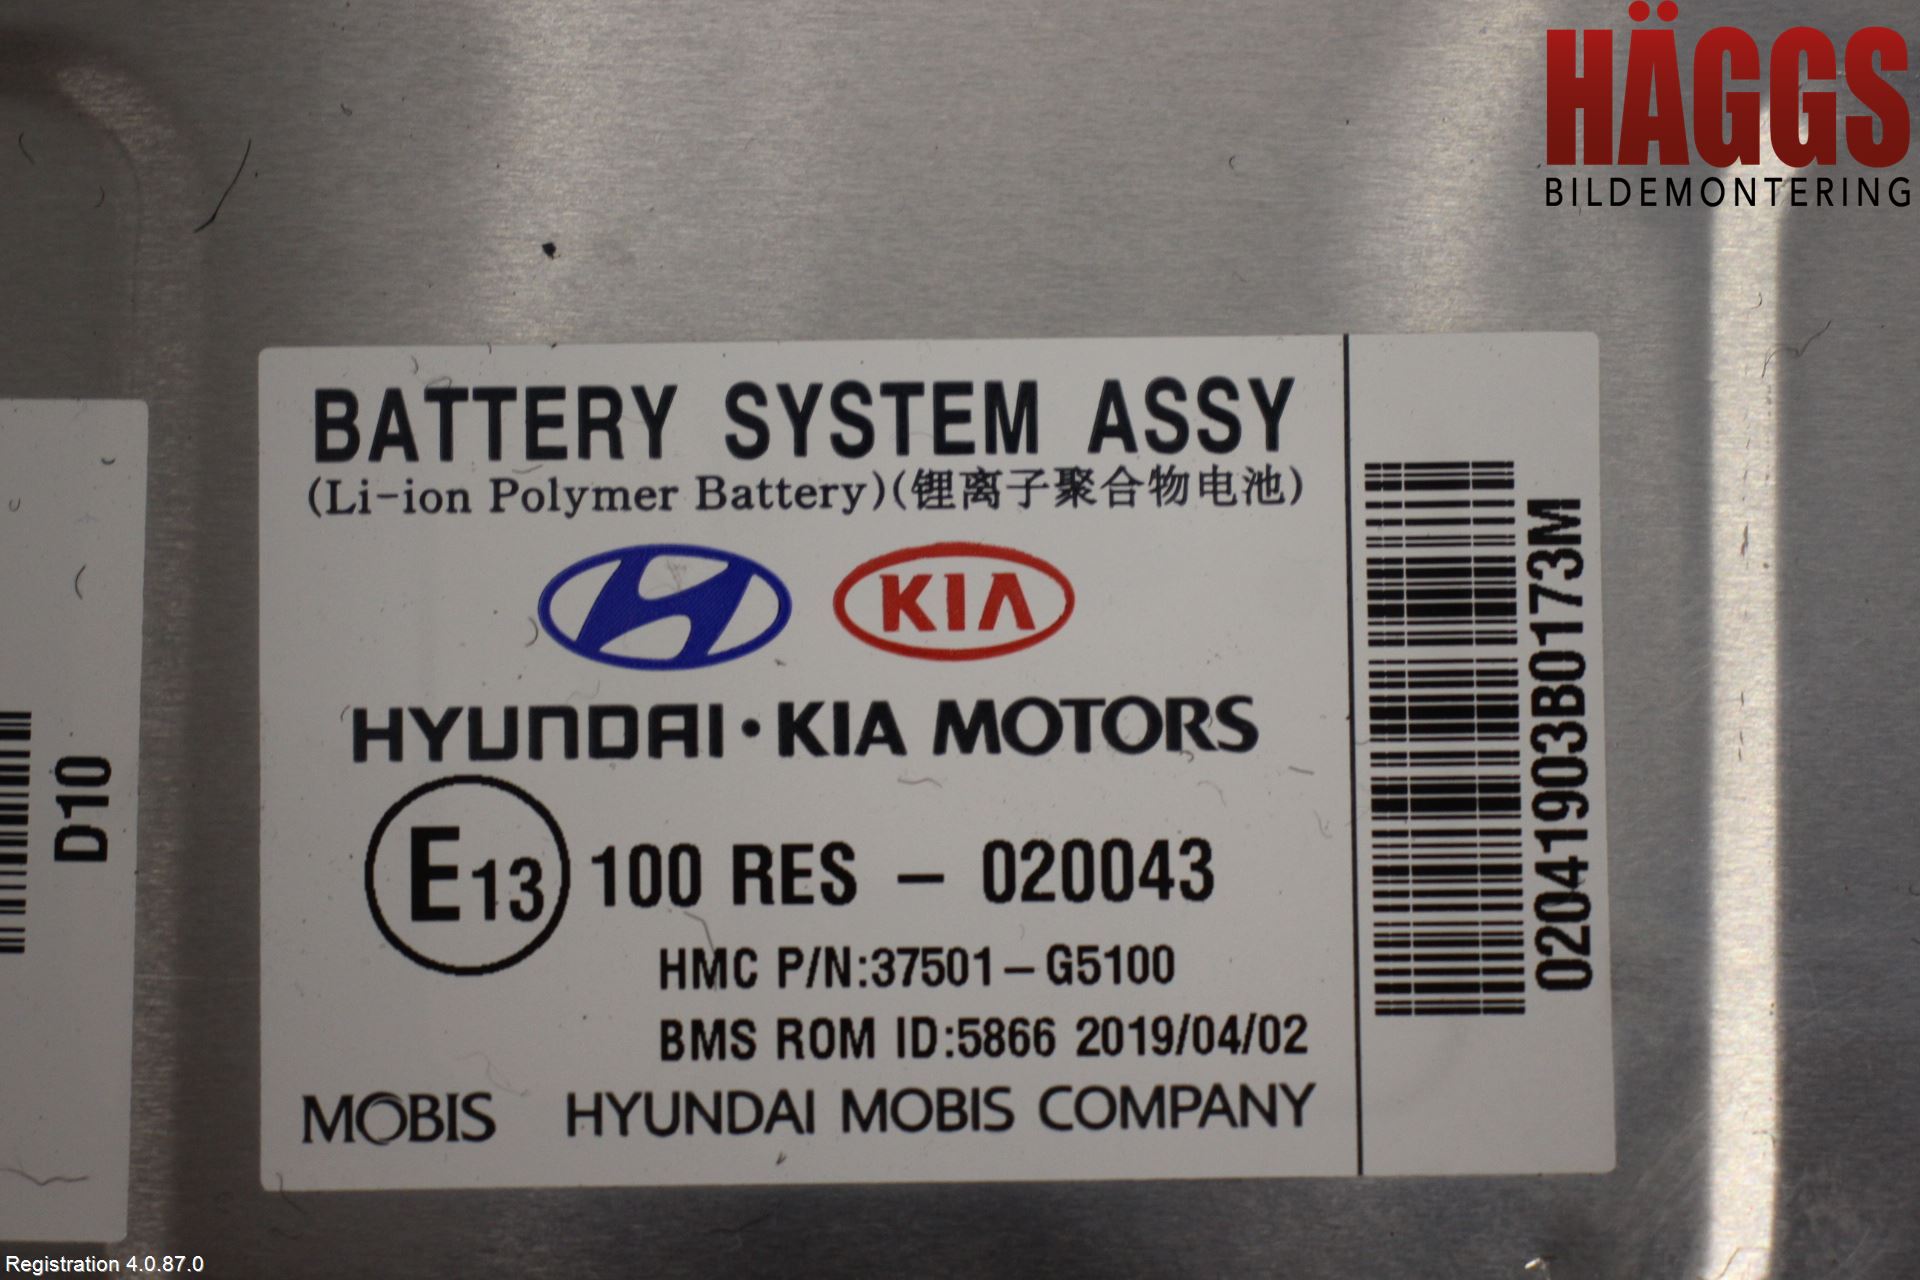 HÄGGS
BILDEMONTERING
BATTERY SYSTEM ASSY
(Li-ion Polymer Battery)(锂离子聚合物电池)
KIA
HYUNDAI · KIA MOTORS
E13 100 RES - 020043
HMC P/N:37501-G5100
BMS ROM ID:5866 2019/04/02
MOBIS HYUNDAI MOBIS COMPANY
02041903B0173M
D10
Registration 4.0.87.0